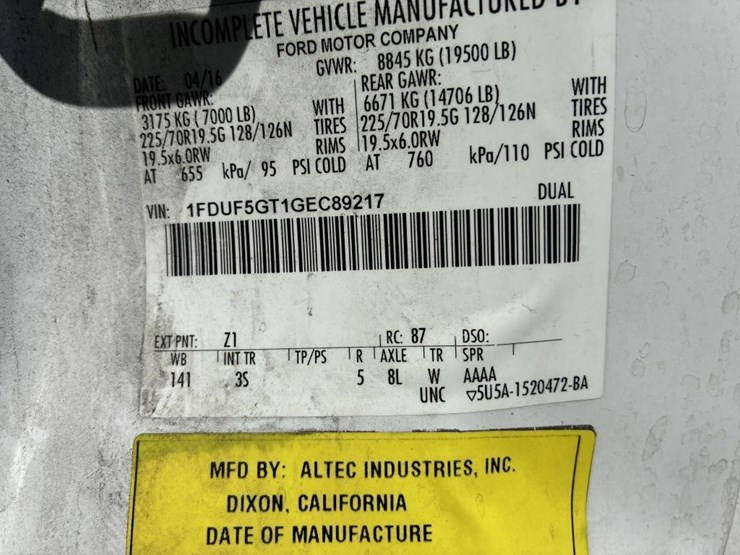 INCOMPLETE VEHICLE MANUFACTURED BY
FORD MOTOR COMPANY
GVWR: 8845 KG (19500 LB)
DATE: 04/16
FRONT GAWR: REAR GAWR:
3175 KG ( 7000 LB) WITH 6671 KG (14706 LB) WITH
225/70R19.5G 128/126N TIRES 225/70R19.5G 128/126N TIRES
19.5x6.0RW RIMS 19.5x6.0RW RIMS
AT 655 kPa/ 95 PSI COLD AT 760 kPa/110 PSI COLD
VIN: 1FDUF5GT1GEC89217 DUAL
EXT PNT: Z1 RC: 87 DSO:
WB INT TR TP/PS R AXLE TR SPR
141 3S 5 8L W AAAA
UNC ▽5U5A-1520472-BA
MFD BY: ALTEC INDUSTRIES, INC.
DIXON, CALIFORNIA
DATE OF MANUFACTURE